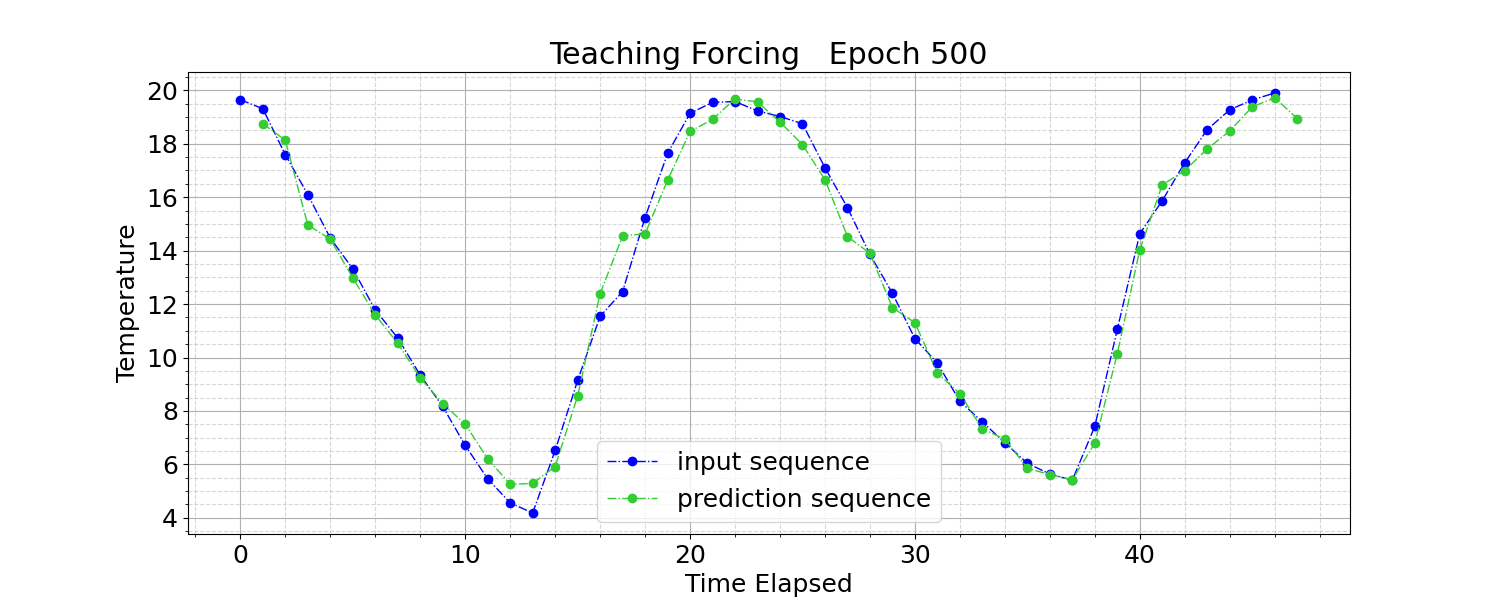 Teaching Forcing   Epoch 500
20
18
16
14
12
10
8
6
4
Temperature
input sequence
prediction sequence
0 10 20 30 40
Time Elapsed